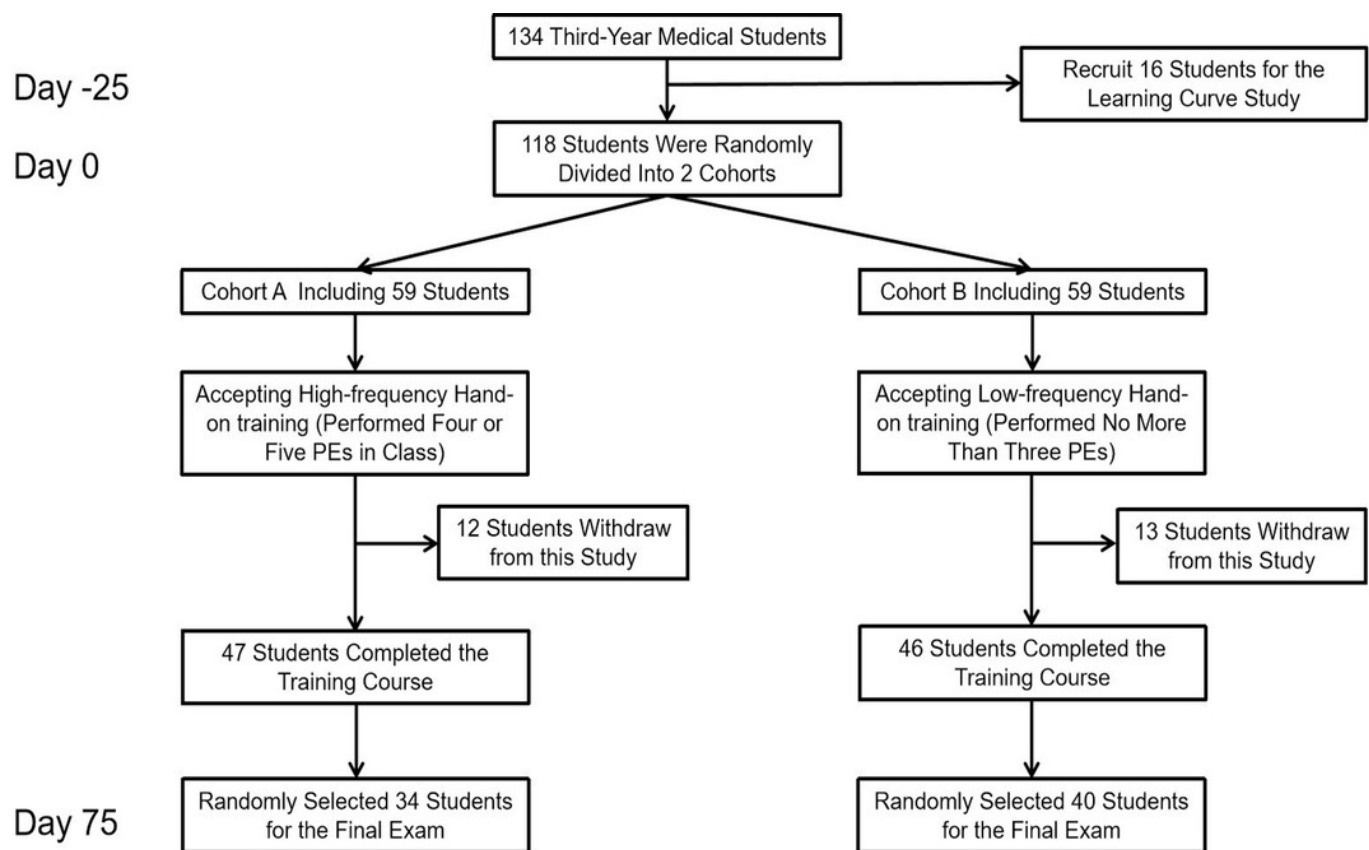 134 Third-Year Medical Students
Day -25
Recruit 16 Students for the
Learning Curve Study
Day 0
118 Students Were Randomly
Divided Into 2 Cohorts
Cohort A Including 59 Students
Cohort B Including 59 Students
Accepting High-frequency Hand-
on training (Performed Four or
Five PEs in Class)
Accepting Low-frequency Hand-
on training (Performed No More
Than Three PEs)
12 Students Withdraw
from this Study
13 Students Withdraw
from this Study
47 Students Completed the
Training Course
46 Students Completed the
Training Course
Day 75
Randomly Selected 34 Students
for the Final Exam
Randomly Selected 40 Students
for the Final Exam